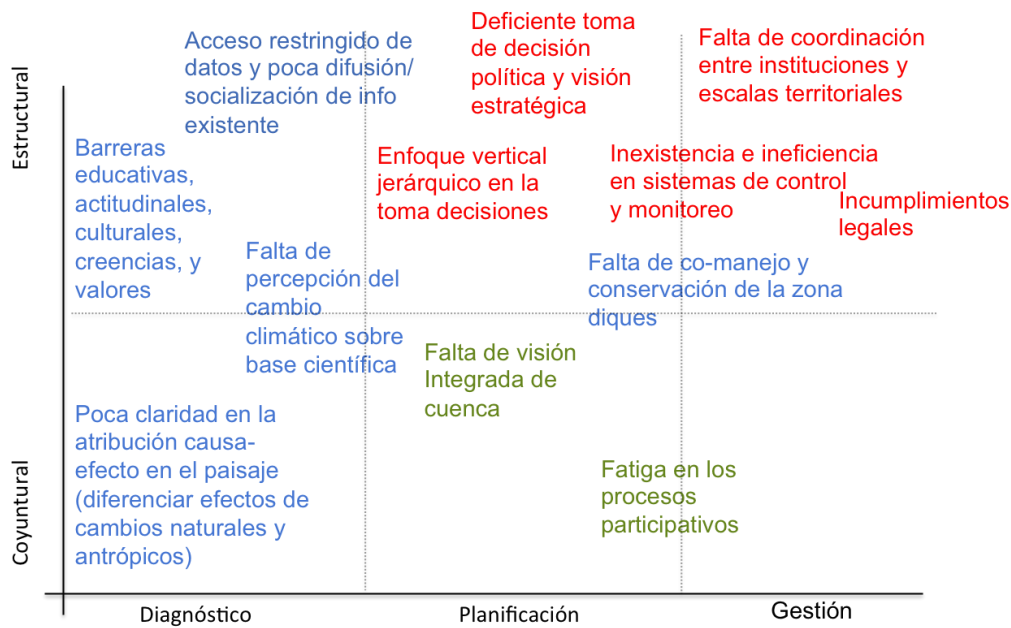 Estructural
Acceso restringido de
datos y poca difusión/
socialización de info
existente
Deficiente toma
de decisión
política y visión
estratégica
Falta de coordinación
entre instituciones y
escalas territoriales
Barreras
educativas,
actitudinales,
culturales,
creencias, y
valores
Enfoque vertical
jerárquico en la
toma decisiones
Inexistencia e ineficiencia
en sistemas de control
y monitoreo
Incumplimientos
legales
Falta de
percepción del
cambio
climático sobre
base científica
Falta de co-manejo y
conservación de la zona
diques
Coyuntural
Falta de visión
Integrada de
cuenca
Poca claridad en la
atribución causa-
efecto en el paisaje
(diferenciar efectos de
cambios naturales y
antrópicos)
Fatiga en los
procesos
participativos
Diagnóstico
Planificación
Gestión